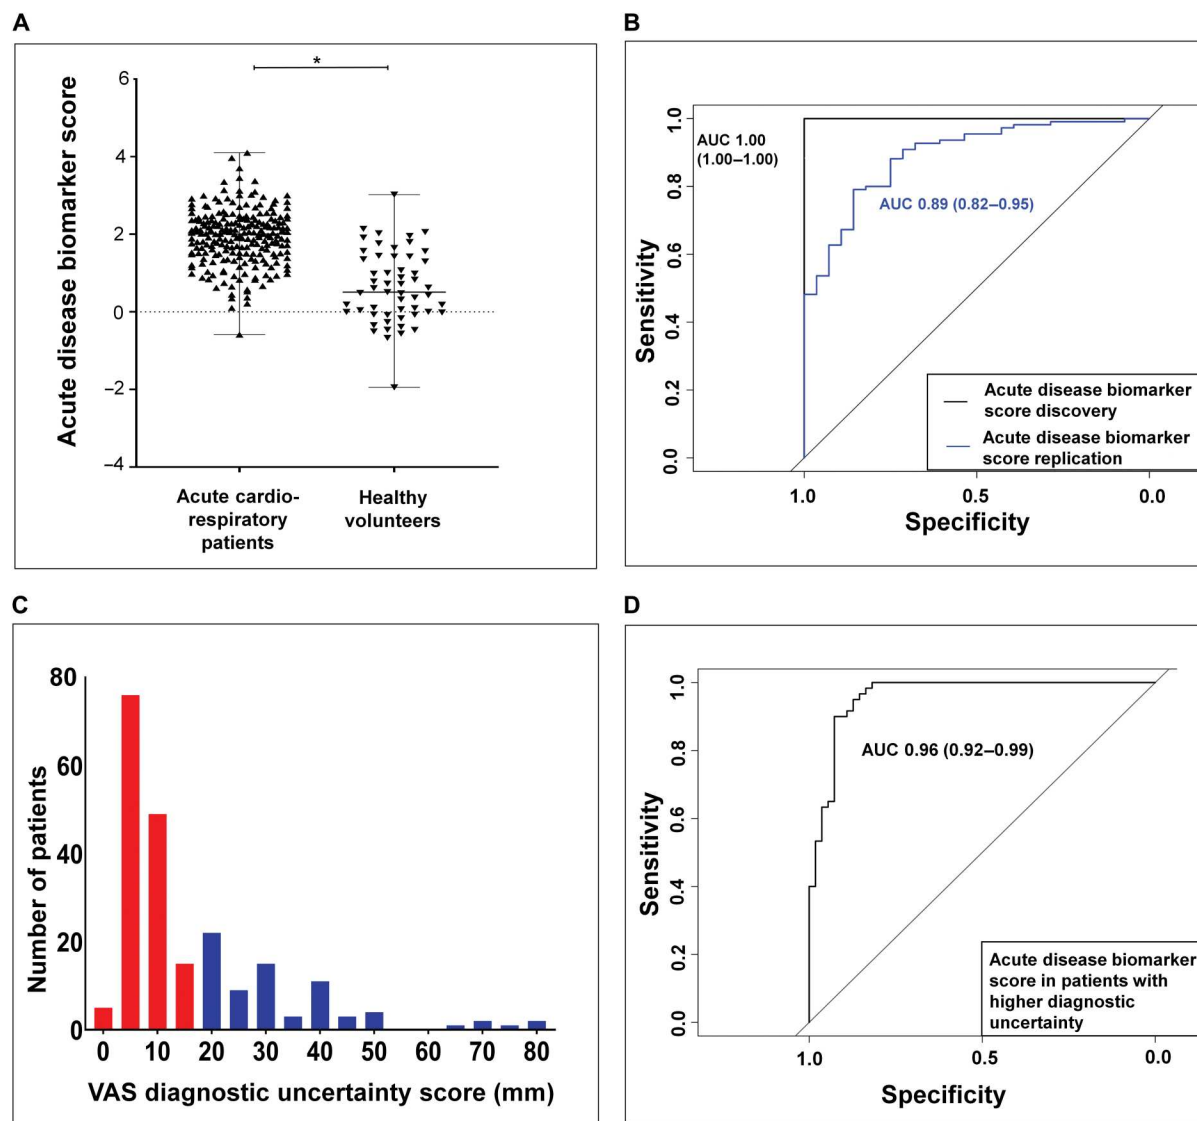 A
Acute disease biomarker score
6
4
2
0
−2
−4
*
Acute cardio-
respiratory
patients
Healthy
volunteers
B
Sensitivity
1.0
0.8
0.6
0.4
0.2
0.0
AUC 1.00
(1.00–1.00)
AUC 0.89 (0.82–0.95)
Acute disease biomarker
score discovery
Acute disease biomarker
score replication
1.0
0.5
0.0
Specificity
C
Number of patients
80
60
40
20
0
0
10
20
30
40
50
60
70
80
VAS diagnostic uncertainty score (mm)
D
Sensitivity
1.0
0.8
0.6
0.4
0.2
0.0
AUC 0.96 (0.92–0.99)
Acute disease biomarker
score in patients with
higher diagnostic
uncertainty
1.0
0.5
0.0
Specificity